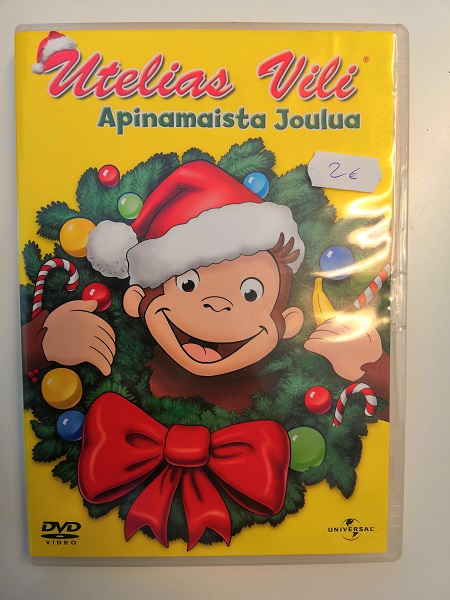 Utelias Vili®
Apinamaista Joulua
2€
DVD
VIDEO
UNIVERSAL